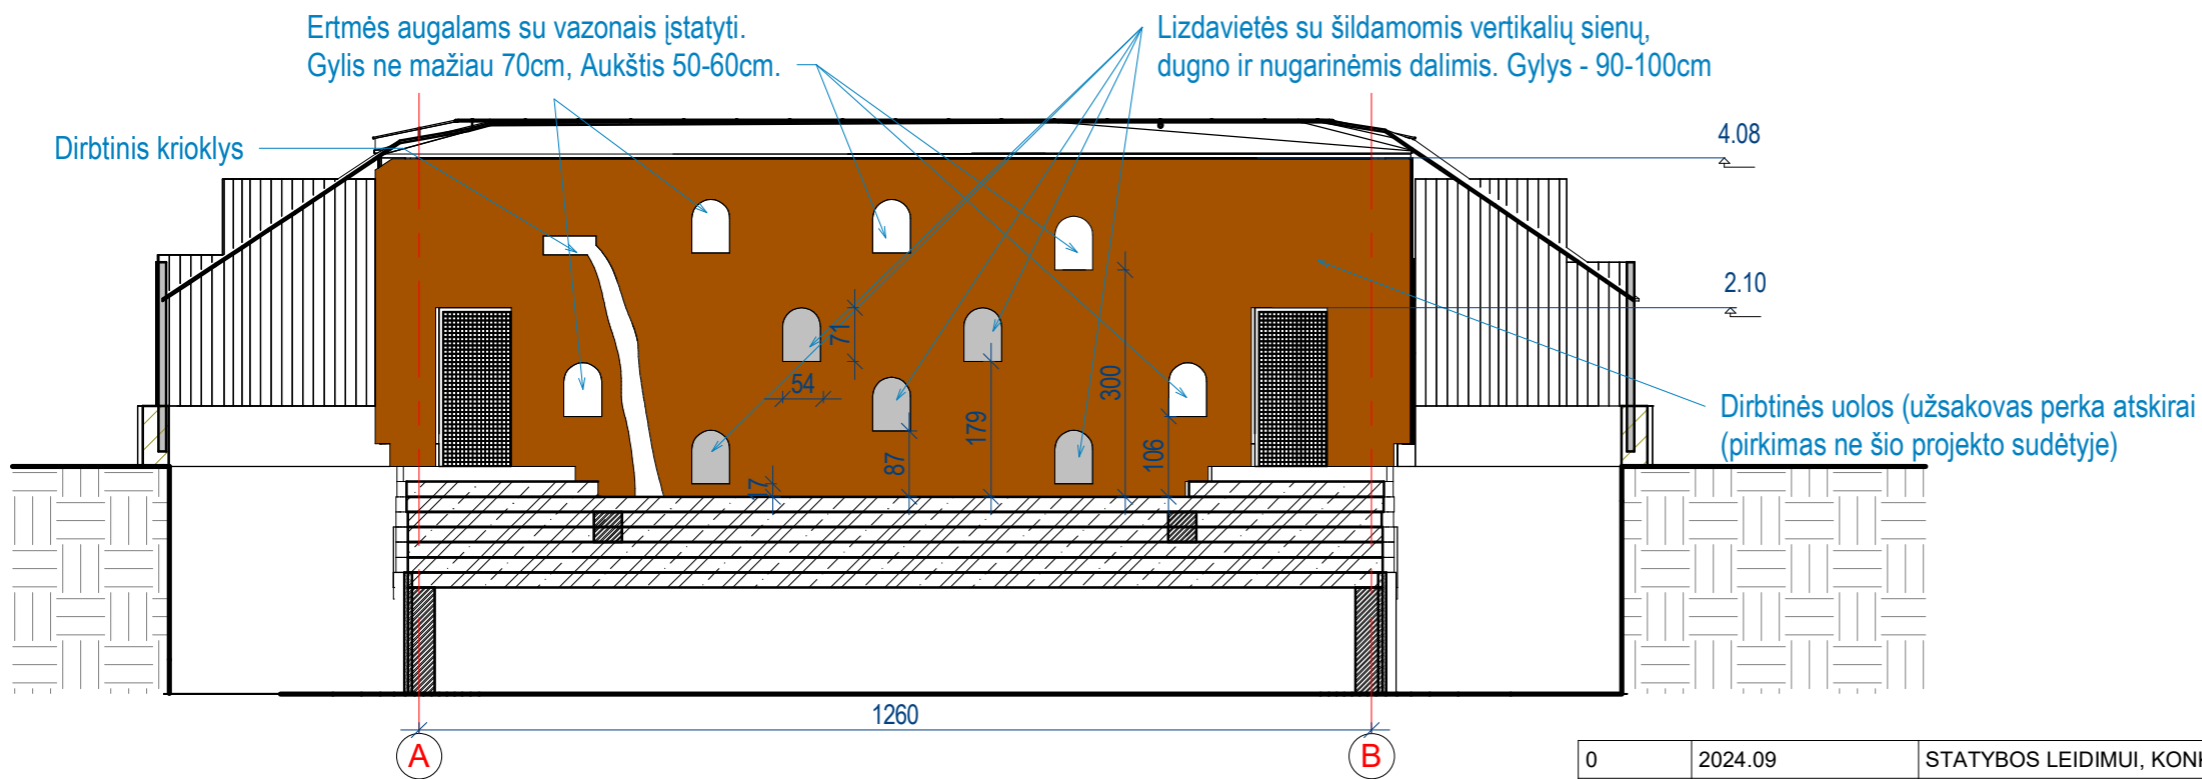 Ertmės augalams su vazonais įstatyti.
Gylis ne mažiau 70cm, Aukštis 50-60cm.
Lizdavietės su šildamomis vertikalių sienų,
dugno ir nugarinėmis dalimis. Gylys - 90-100cm
Dirbtinis krioklys
4.08
2.10
71
54
300
179
106
87
17
Dirbtinės uolos (užsakovas perka atskirai
(pirkimas ne šio projekto sudėtyje)
1260
A
B
0 2024.09 STATYBOS LEIDIMUI,